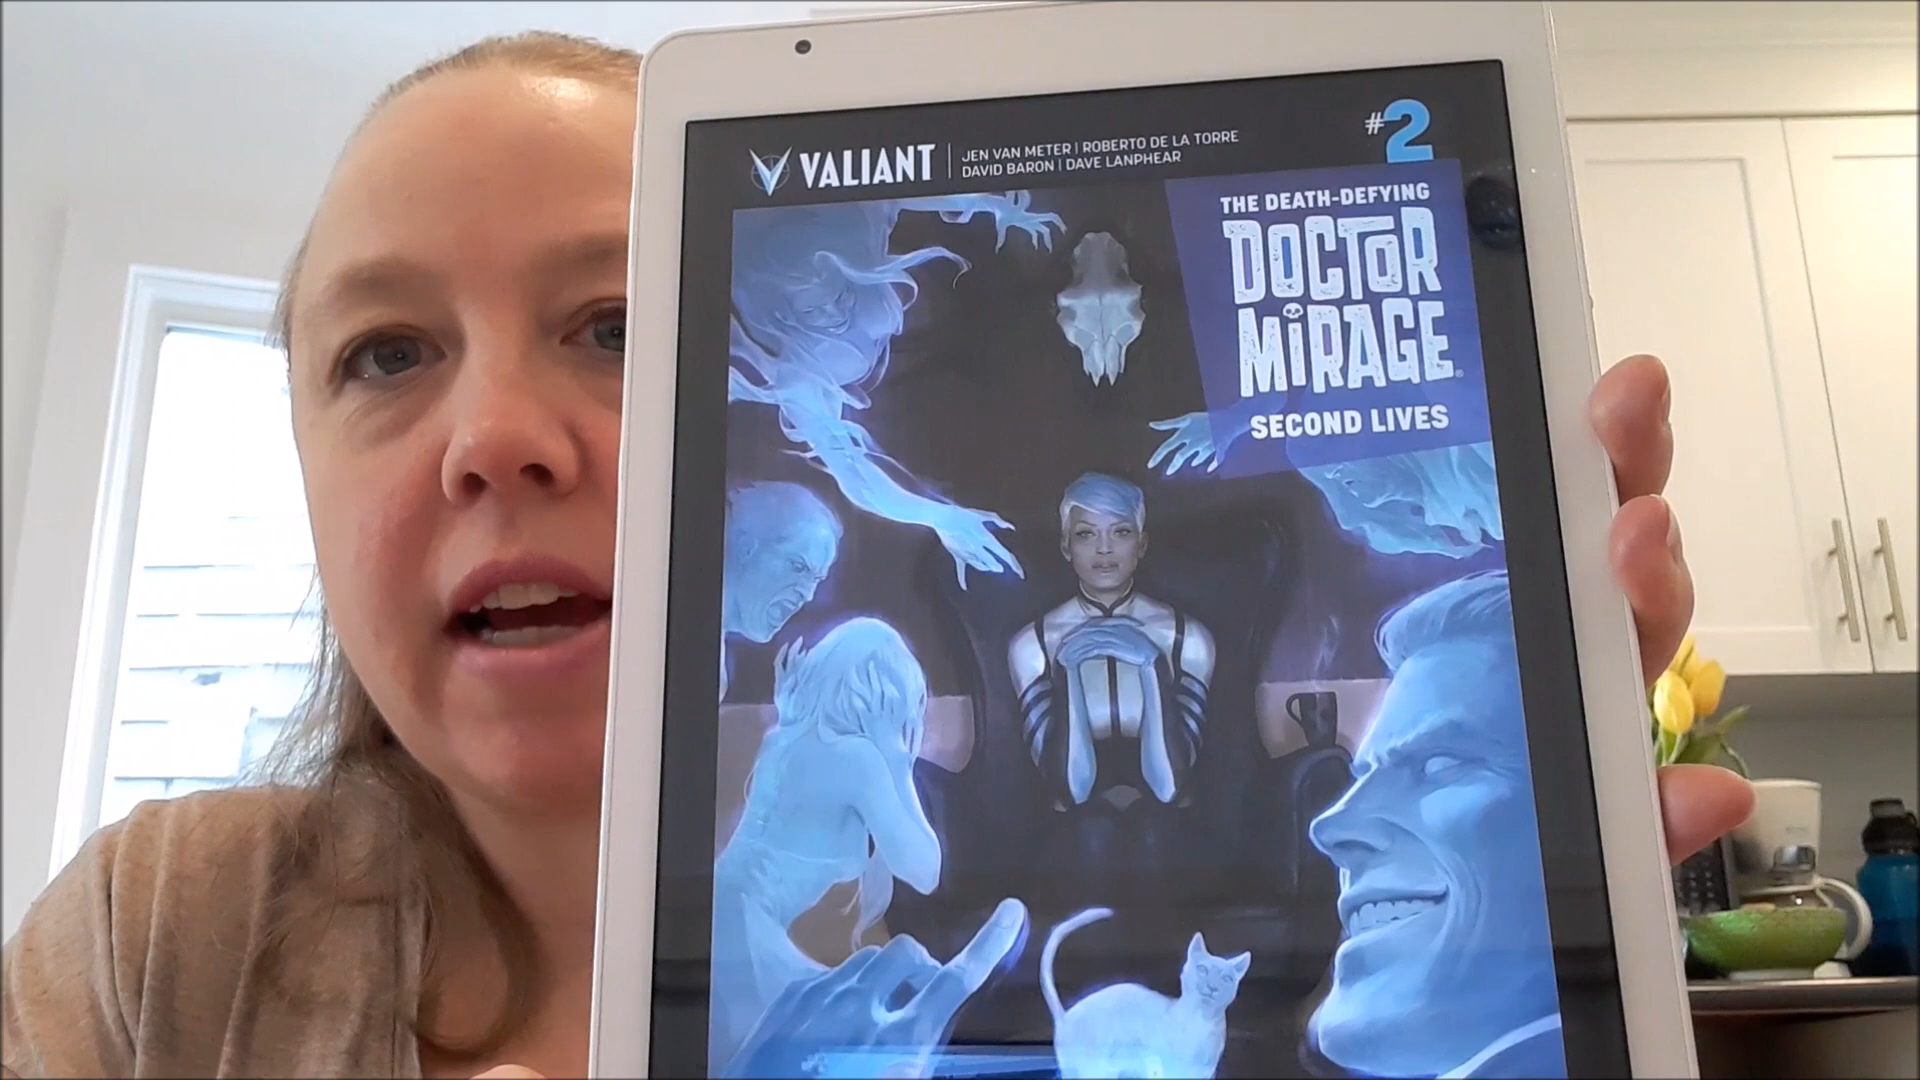 VALIANT
JEN VAN METER | ROBERTO DE LA TORRE
DAVID BARON | DAVE LANPHEAR
#2
THE DEATH-DEFYING
DOCTOR
MIRAGE®
SECOND LIVES